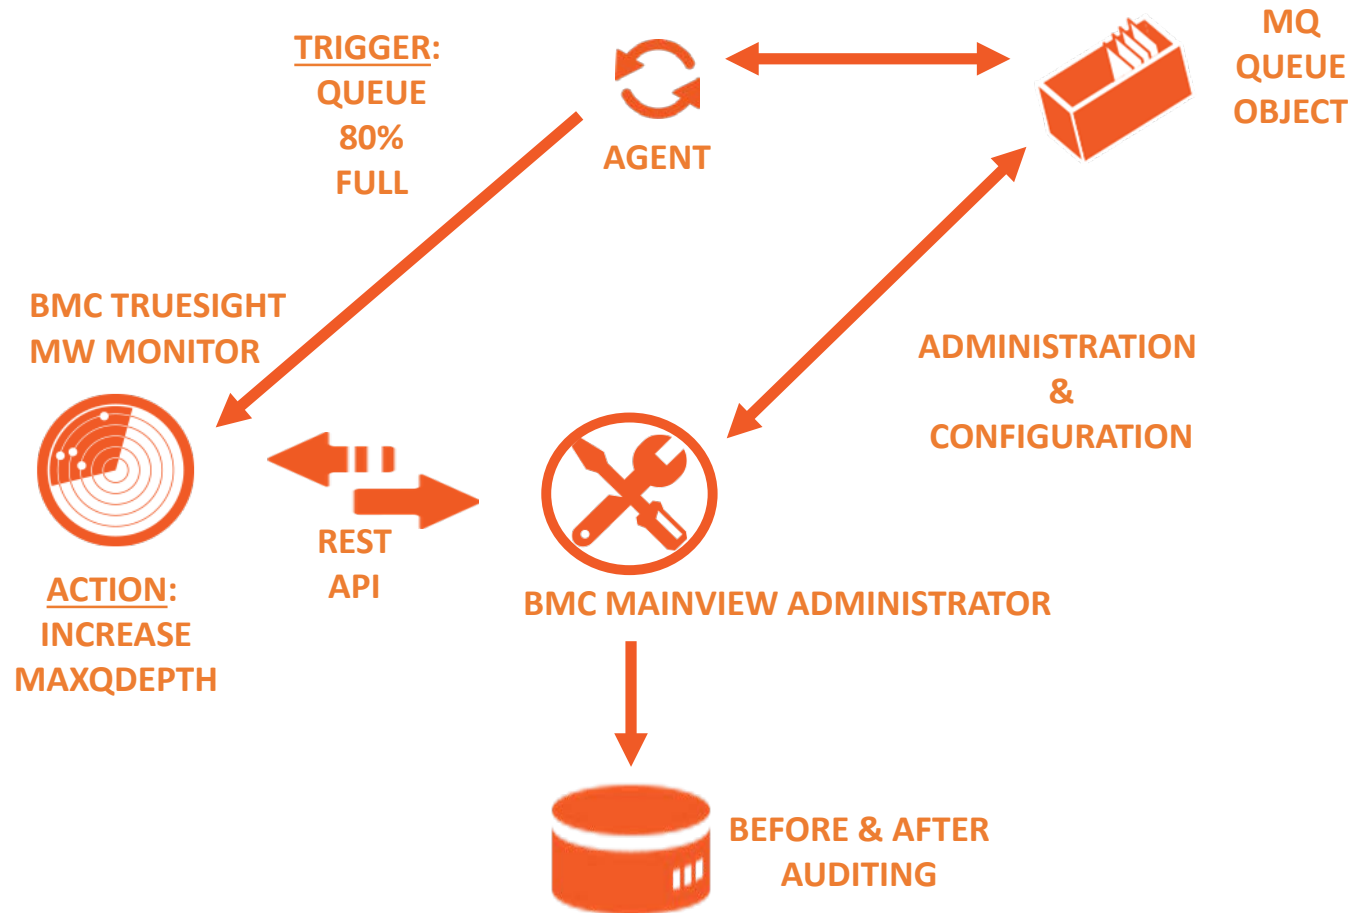 TRIGGER:
QUEUE
80%
FULL
AGENT
MQ
QUEUE
OBJECT
BMC TRUESIGHT
MW MONITOR
ADMINISTRATION
&
CONFIGURATION
REST
API
ACTION:
INCREASE
MAXQDEPTH
BMC MAINVIEW ADMINISTRATOR
BEFORE & AFTER
AUDITING